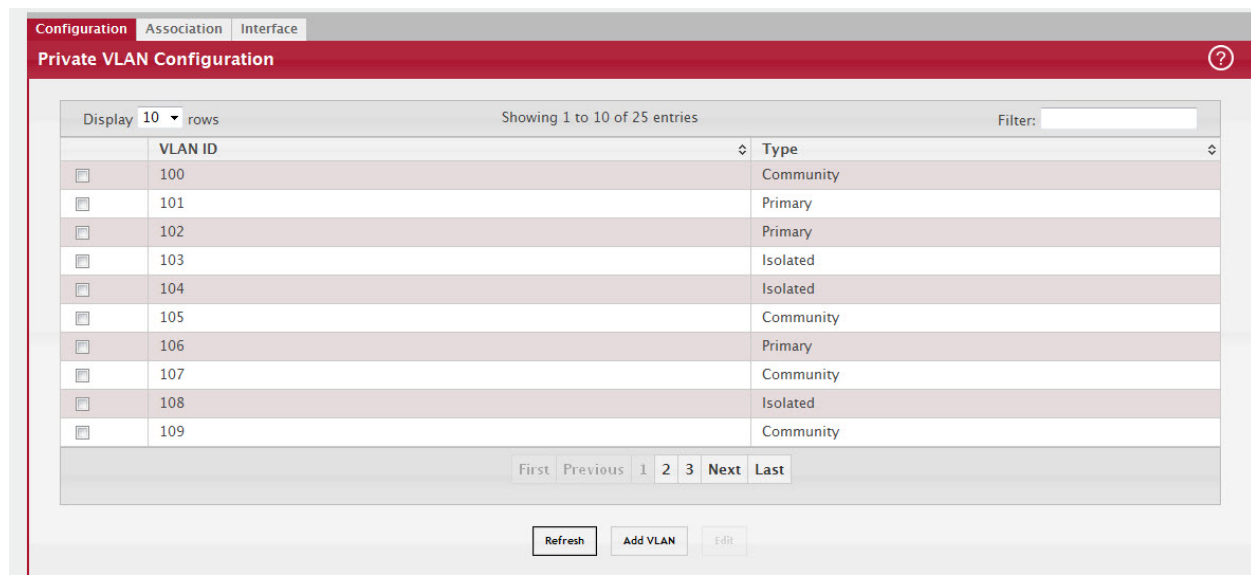 Configuration Association Interface
Private VLAN Configuration ?
Display 10 rows Showing 1 to 10 of 25 entries Filter:
VLAN ID Type
100 Community
101 Primary
102 Primary
103 Isolated
104 Isolated
105 Community
106 Primary
107 Community
108 Isolated
109 Community
First Previous 1 2 3 Next Last
Refresh Add VLAN Edit